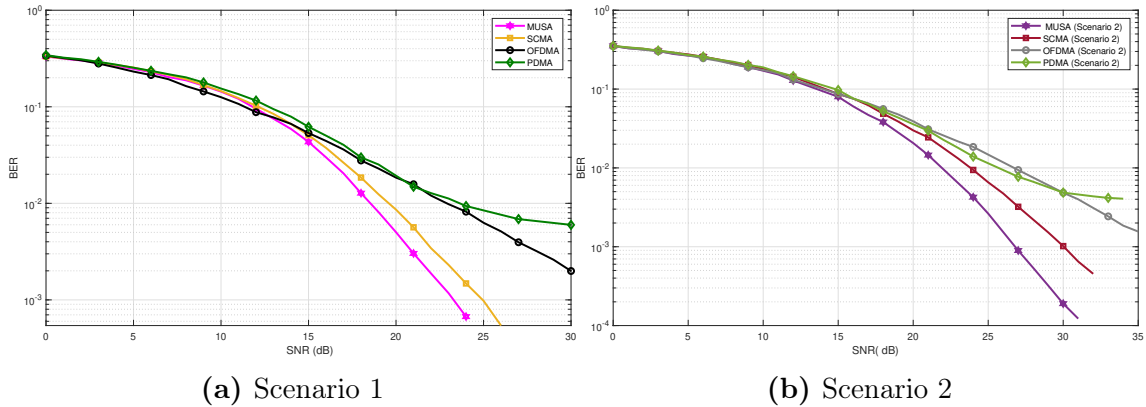 10^0
10^-1
10^-2
10^-3
BER
0 5 10 15 20 25 30
SNR (dB)
MUSA
SCMA
OFDMA
PDMA
(a) Scenario 1
10^0
10^-1
10^-2
10^-3
10^-4
BER
0 5 10 15 20 25 30 35
SNR( dB)
MUSA (Scenario 2)
SCMA (Scenario 2)
OFDMA (Scenario 2)
PDMA (Scenario 2)
(b) Scenario 2